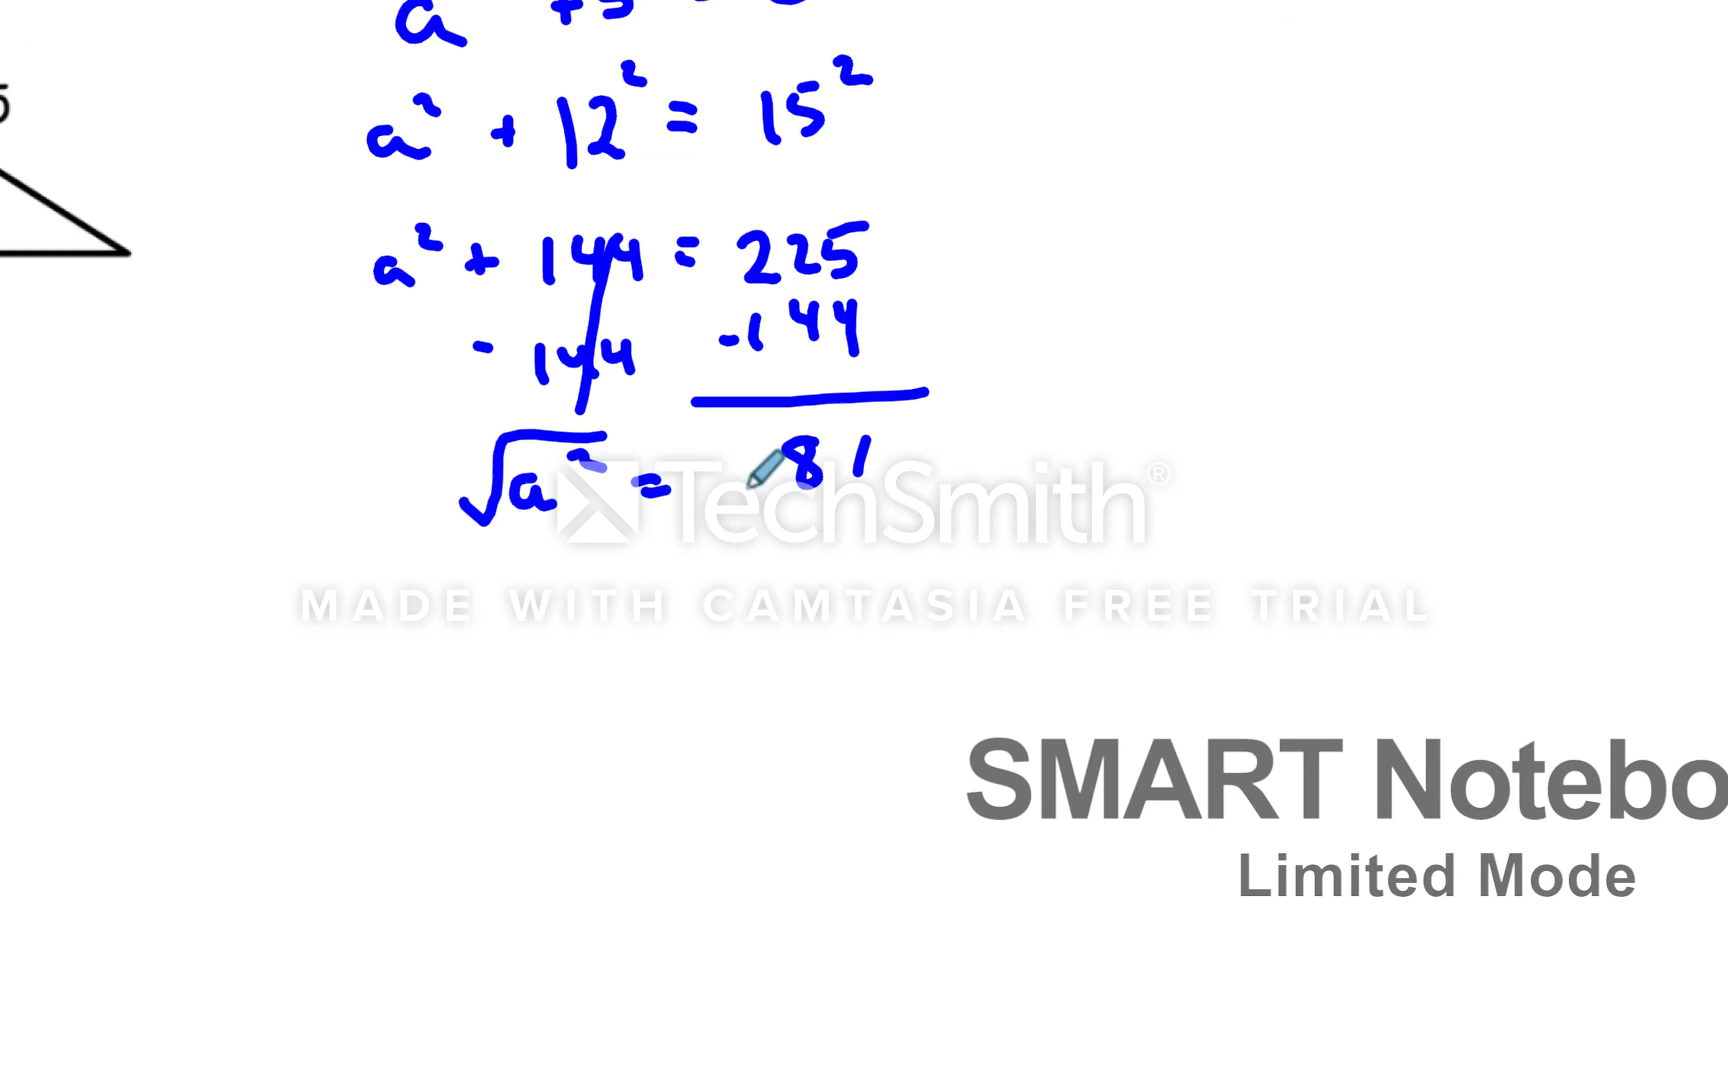 a² + 12² = 15²
a² + 144 = 225
- 144 -144
√a² = 81
TechSmith®
MADE WITH CAMTASIA FREE TRIAL
SMART Notebo
Limited Mode